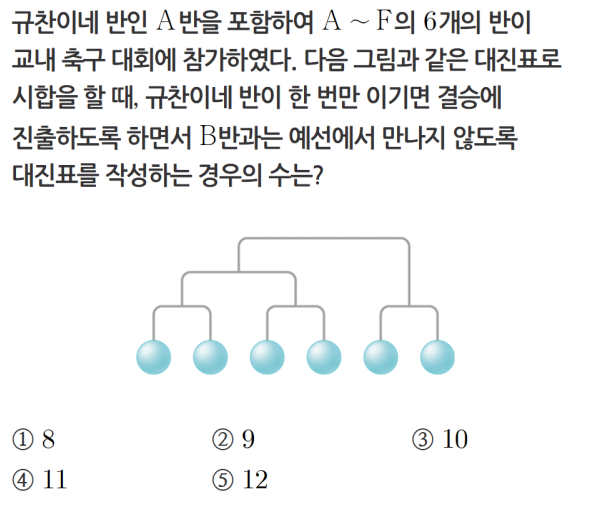 규찬이네 반인 A반을 포함하여 A ~ F의 6개의 반이
교내 축구 대회에 참가하였다. 다음 그림과 같은 대진표로
시합을 할 때, 규찬이네 반이 한 번만 이기면 결승에
진출하도록 하면서 B반과는 예선에서 만나지 않도록
대진표를 작성하는 경우의 수는?
① 8 ② 9 ③ 10
④ 11 ⑤ 12